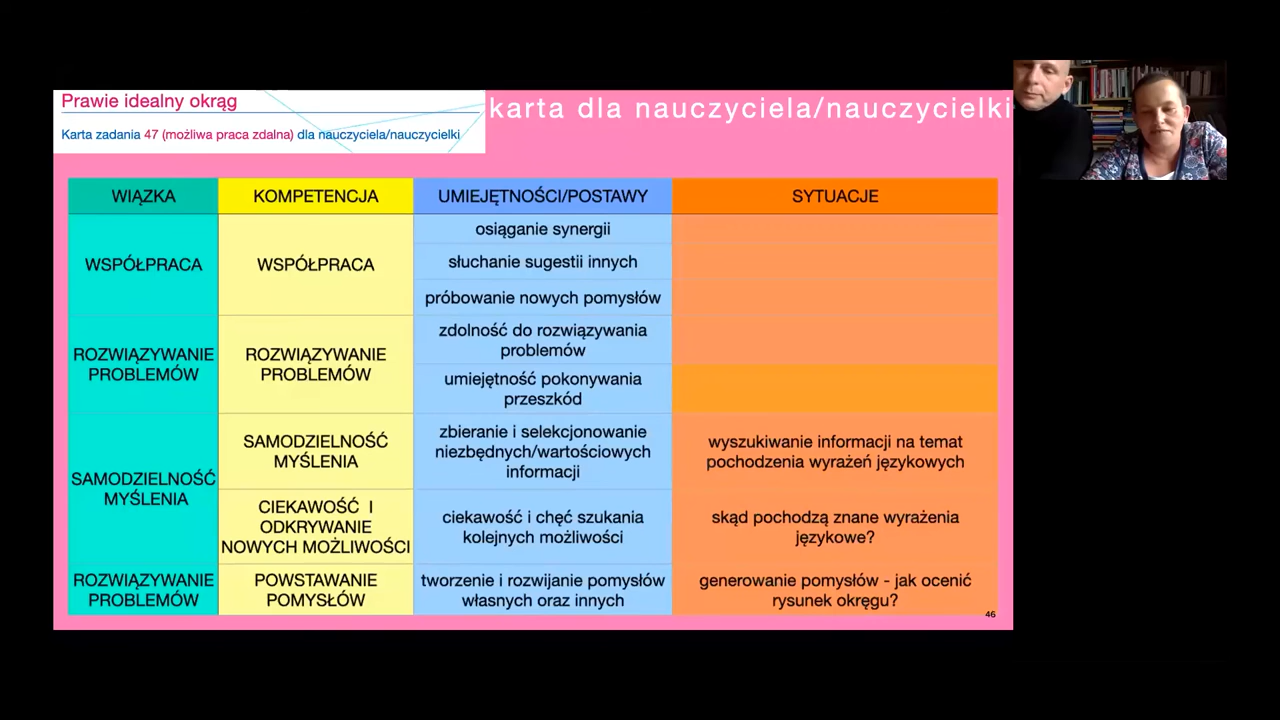 Prawie idealny okrąg
karta dla nauczyciela/nauczycielki
Karta zadania 47 (możliwa praca zdalna) dla nauczyciela/nauczycielki
WIĄZKA
KOMPETENCJA
UMIEJĘTNOŚCI/POSTAWY
SYTUACJE
WSPÓŁPRACA
WSPÓŁPRACA
osiąganie synergii
słuchanie sugestii innych
próbowanie nowych pomysłów
ROZWIĄZYWANIE
PROBLEMÓW
ROZWIĄZYWANIE
PROBLEMÓW
zdolność do rozwiązywania
problemów
umiejętność pokonywania
przeszkód
SAMODZIELNOŚĆ
MYŚLENIA
SAMODZIELNOŚĆ
MYŚLENIA
zbieranie i selekcjonowanie
niezbędnych/wartościowych
informacji
wyszukiwanie informacji na temat
pochodzenia wyrażeń językowych
CIEKAWOŚĆ I
ODKRYWANIE
NOWYCH MOŻLIWOŚCI
ciekawość i chęć szukania
kolejnych możliwości
skąd pochodzą znane wyrażenia
językowe?
ROZWIĄZYWANIE
PROBLEMÓW
POWSTAWANIE
POMYSŁÓW
tworzenie i rozwijanie pomysłów
własnych oraz innych
generowanie pomysłów - jak ocenić
rysunek okręgu?
46